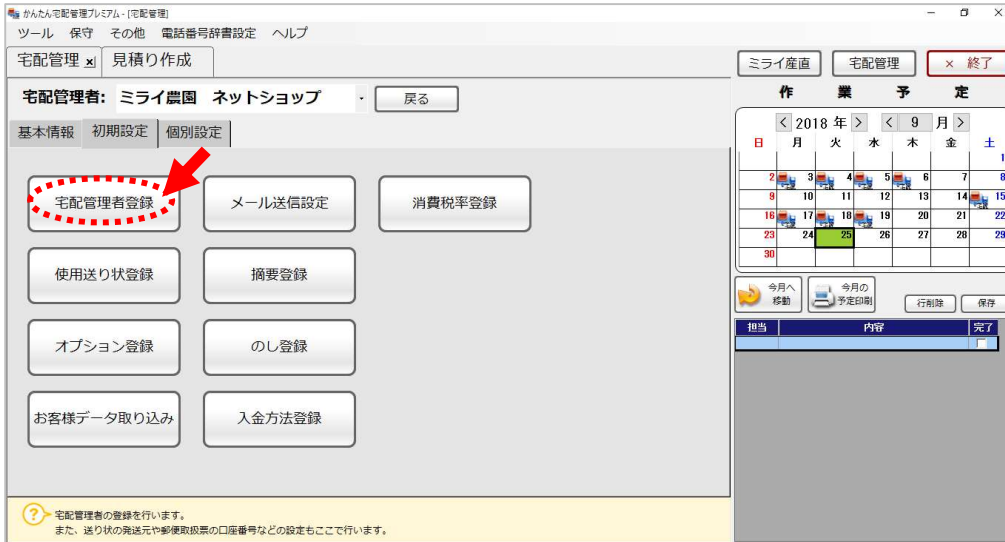 かんたん宅配管理プレミアム - [宅配管理]
ツール 保守 その他 電話番号辞書設定 ヘルプ
宅配管理 x 見積り作成
宅配管理者: ミライ農園 ネットショップ 戻る
基本情報 初期設定 個別設定
宅配管理者登録 メール送信設定 消費税率登録
使用送り状登録 摘要登録
オプション登録 のし登録
お客様データ取り込み 入金方法登録
? 宅配管理者の登録を行います。
また、送り状の発送元や郵便取扱票の口座番号などの設定もここで行います。
ミライ産直 宅配管理 × 終了
作業予定
< 2018 年 > < 9 月 >
日 月 火 水 木 金 土
1
2 3 4 5 6 7 8
9 10 11 12 13 14 15
16 17 18 19 20 21 22
23 24 25 26 27 28 29
30
今月へ移動 今月の予定印刷 行削除 保存
担当 内容 完了